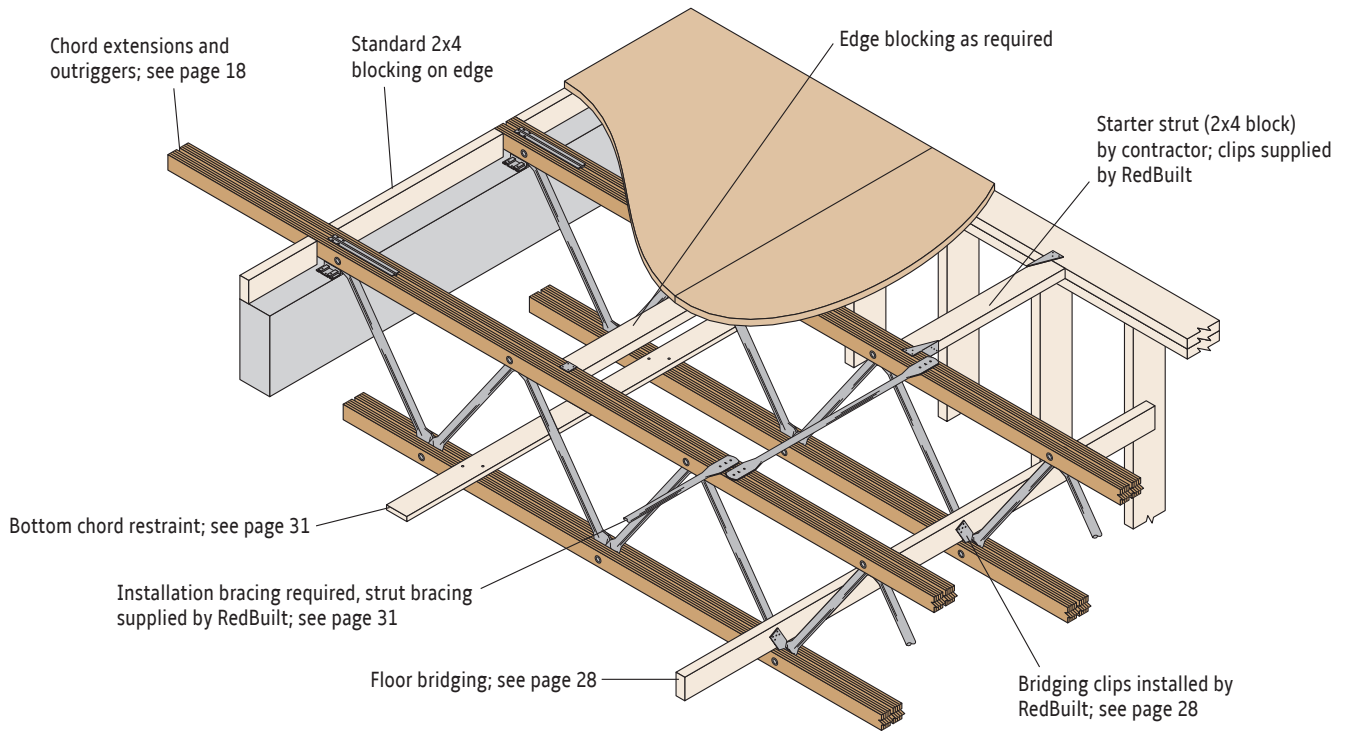 Chord extensions and
outriggers; see page 18
Standard 2x4
blocking on edge
Edge blocking as required
Starter strut (2x4 block)
by contractor; clips supplied
by RedBuilt
Bottom chord restraint; see page 31
Installation bracing required, strut bracing
supplied by RedBuilt; see page 31
Floor bridging; see page 28
Bridging clips installed by
RedBuilt; see page 28